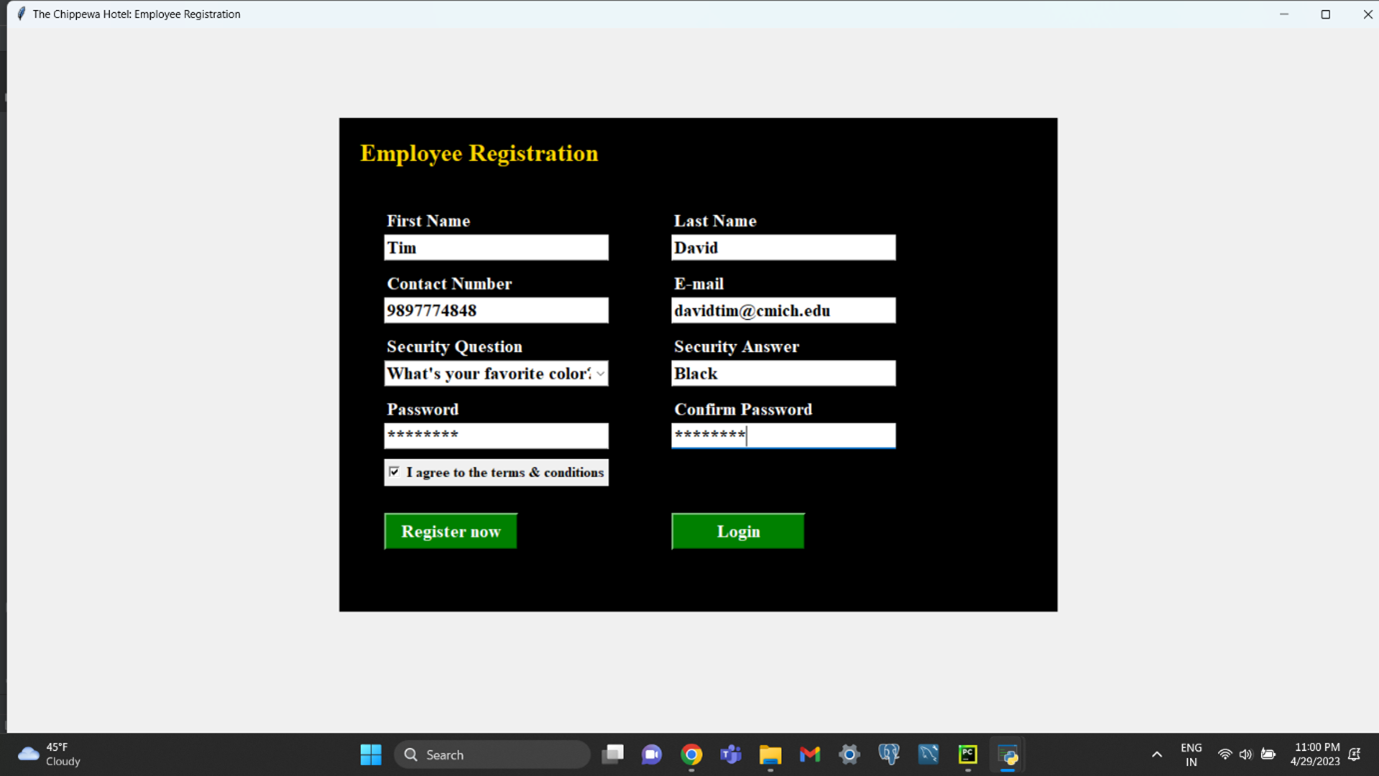 The Chippewa Hotel: Employee Registration
Employee Registration
First Name
Last Name
Tim
David
Contact Number
E-mail
9897774848
davidtim@cmich.edu
Security Question
Security Answer
What's your favorite color?
Black
Password
Confirm Password
********
********
I agree to the terms & conditions
Register now
Login
45°F
Cloudy
Search
PC
ENG
IN
11:00 PM
4/29/2023